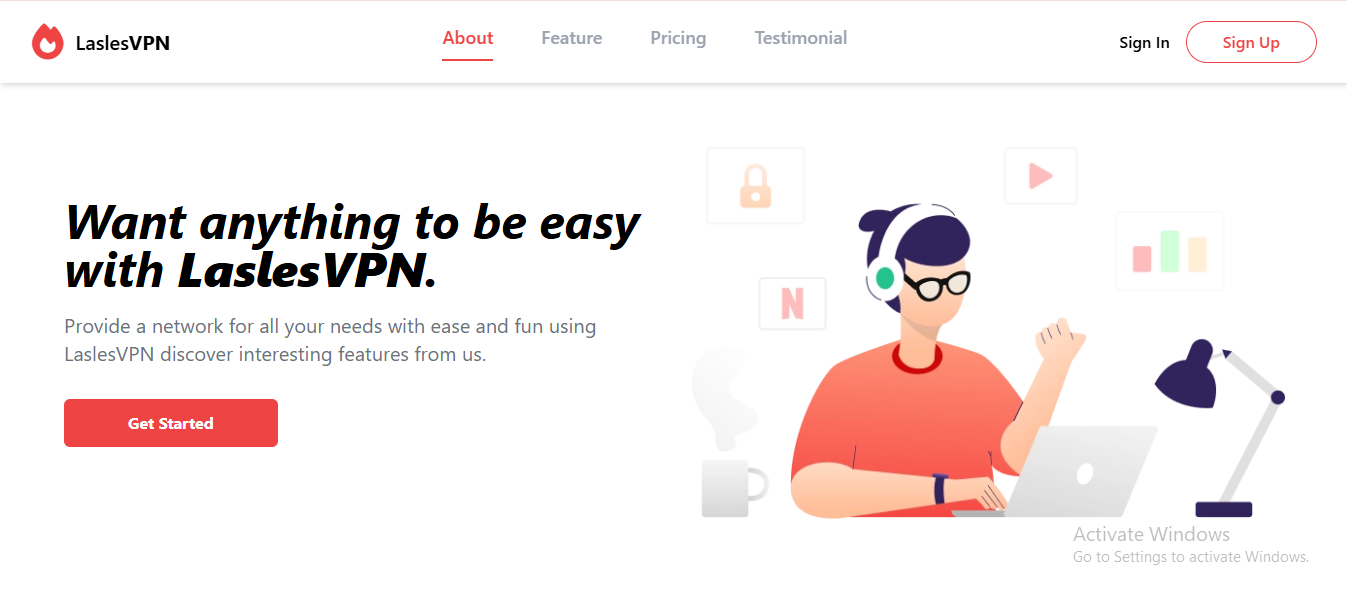 LaslesVPN
About
Feature
Pricing
Testimonial
Sign In
Sign Up
Want anything to be easy
with LaslesVPN.
Provide a network for all your needs with ease and fun using
LaslesVPN discover interesting features from us.
Get Started
N
Activate Windows
Go to Settings to activate Windows.